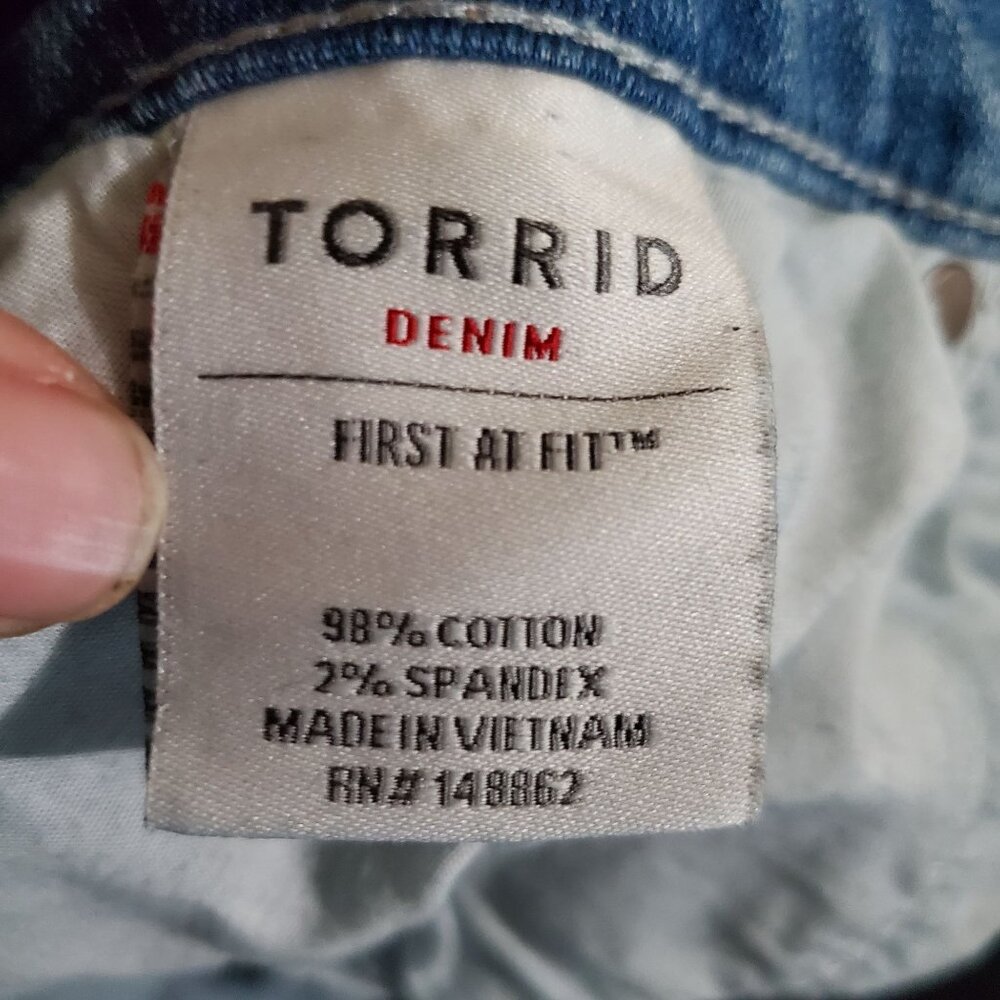 TORRID
DENIM
FIRST AT FIT™
98% COTTON
2% SPANDEX
MADE IN VIETNAM
RN# 148862